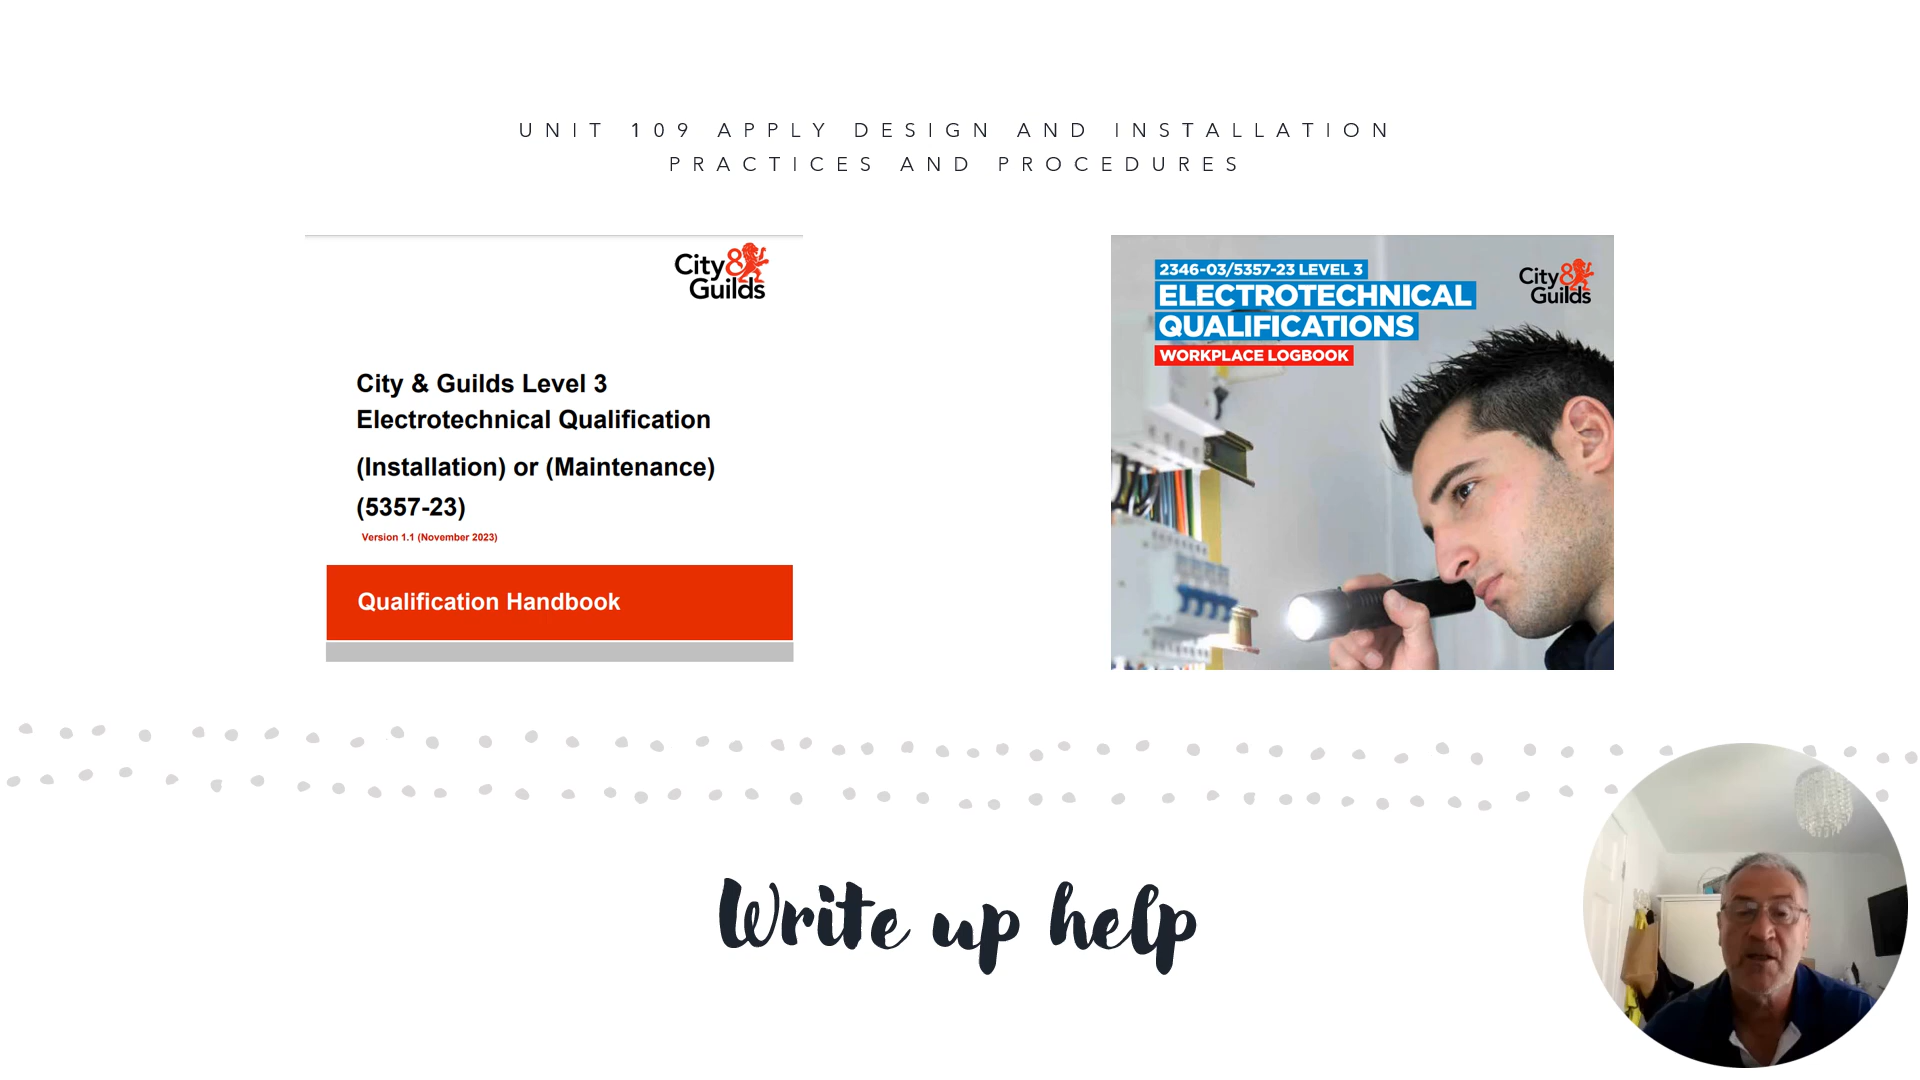 UNIT 109 APPLY DESIGN AND INSTALLATION
PRACTICES AND PROCEDURES
City&
Guilds
City & Guilds Level 3
Electrotechnical Qualification
(Installation) or (Maintenance)
(5357-23)
Version 1.1 (November 2023)
Qualification Handbook
2346-03/5357-23 LEVEL 3
ELECTROTECHNICAL
QUALIFICATIONS
WORKPLACE LOGBOOK
City&
Guilds
Write up help